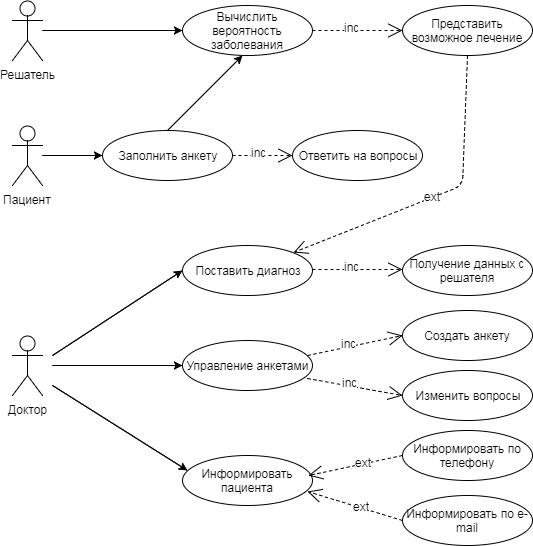 Вычислить
вероятность
заболевания
inc
Представить
возможное лечение
Решатель
Заполнить анкету
inc
Ответить на вопросы
Пациент
ext
Поставить диагноз
inc
Получение данных с
решателя
Управление анкетами
inc
Создать анкету
inc
Изменить вопросы
Доктор
Информировать
пациента
ext
Информировать по
телефону
ext
Информировать по e-
mail